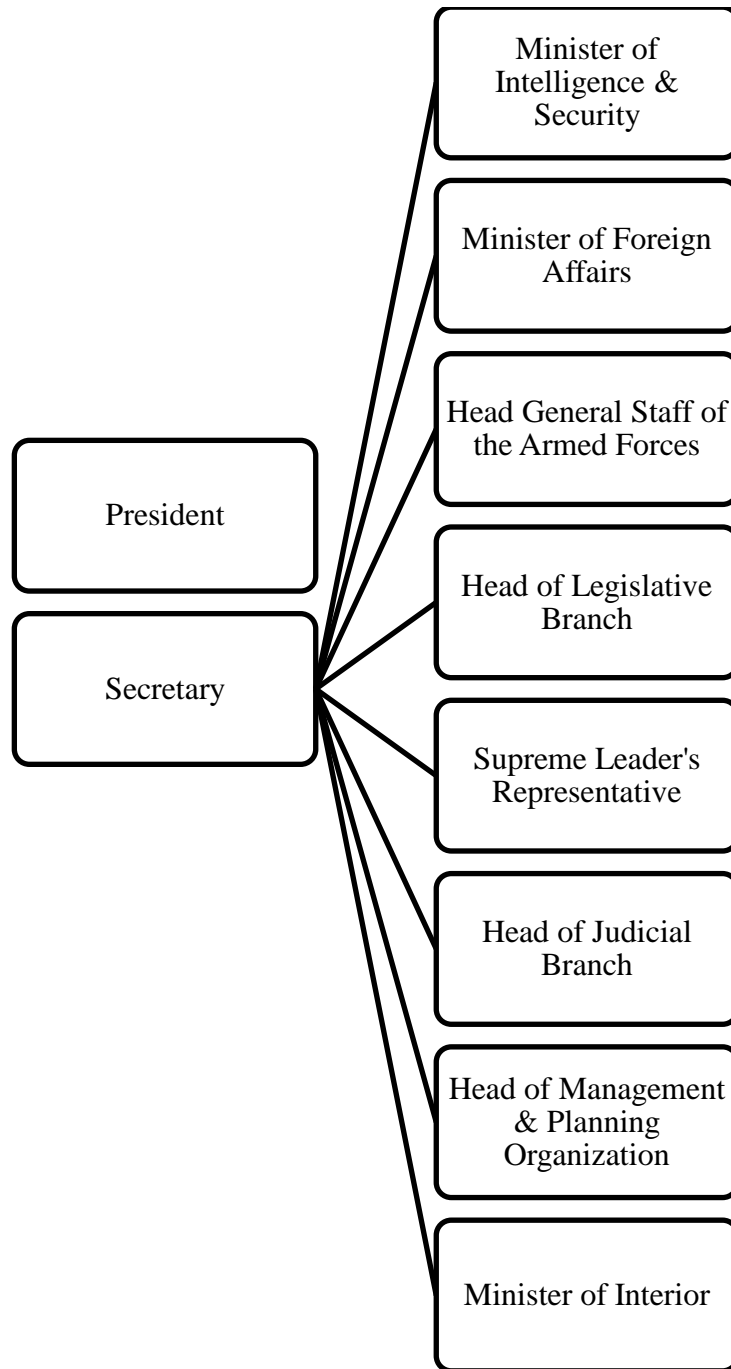 President
Secretary
Minister of
Intelligence &
Security
Minister of Foreign
Affairs
Head General Staff of
the Armed Forces
Head of Legislative
Branch
Supreme Leader's
Representative
Head of Judicial
Branch
Head of Management
& Planning
Organization
Minister of Interior